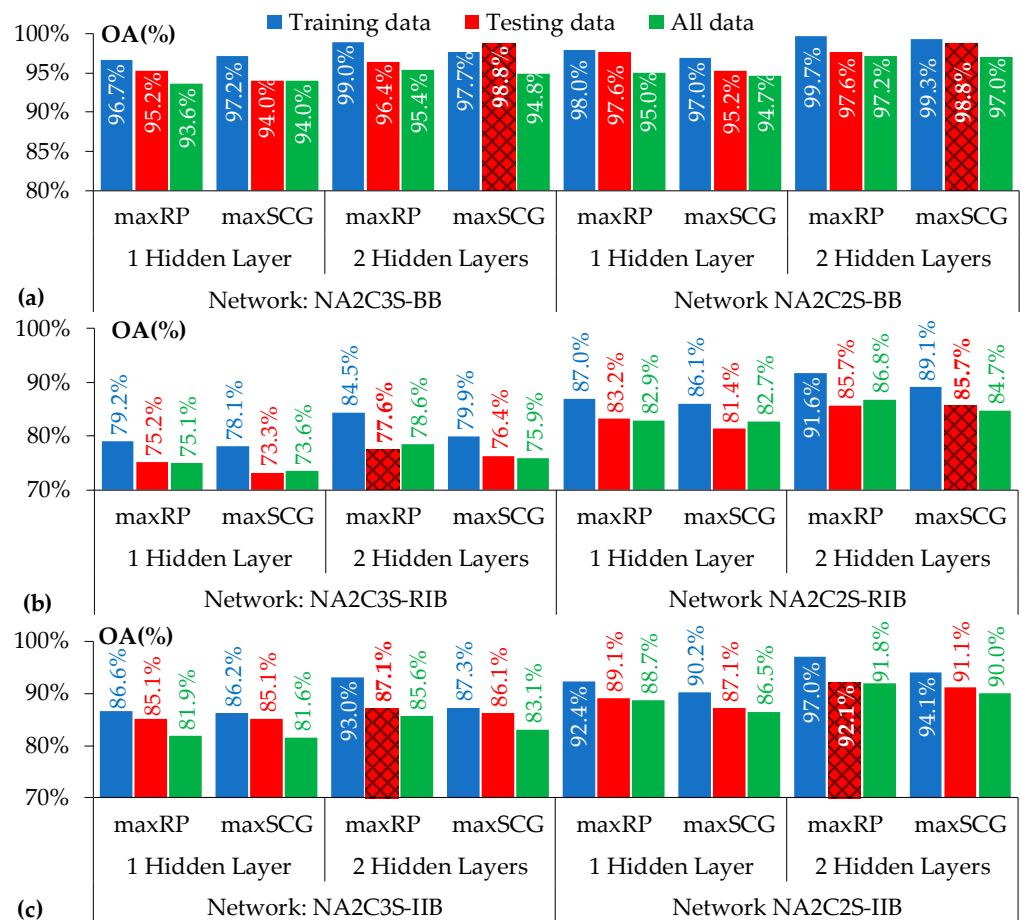 OA(%) Training data Testing data All data
100%
95%
90%
85%
80%
96.7% 95.2% 93.6% 97.2% 94.0% 94.0% 99.0% 96.4% 95.4% 97.7% 98.8% 94.8% 98.0% 97.6% 95.0% 97.0% 95.2% 94.7% 99.7% 97.6% 97.2% 99.3% 98.8% 97.0%
maxRP maxSCG maxRP maxSCG maxRP maxSCG maxRP maxSCG
1 Hidden Layer 2 Hidden Layers 1 Hidden Layer 2 Hidden Layers
(a) Network: NA2C3S-BB Network NA2C2S-BB
OA(%)
100%
90%
80%
70%
79.2% 75.2% 75.1% 78.1% 73.3% 73.6% 84.5% 77.6% 78.6% 79.9% 76.4% 75.9% 87.0% 83.2% 82.9% 86.1% 81.4% 82.7% 91.6% 85.7% 86.8% 89.1% 85.7% 84.7%
maxRP maxSCG maxRP maxSCG maxRP maxSCG maxRP maxSCG
1 Hidden Layer 2 Hidden Layers 1 Hidden Layer 2 Hidden Layers
(b) Network: NA2C3S-RIB Network NA2C2S-RIB
OA(%)
100%
90%
80%
70%
86.6% 85.1% 81.9% 86.2% 85.1% 81.6% 93.0% 87.1% 85.6% 87.3% 86.1% 83.1% 92.4% 89.1% 88.7% 90.2% 87.1% 86.5% 97.0% 92.1% 91.8% 94.1% 91.1% 90.0%
maxRP maxSCG maxRP maxSCG maxRP maxSCG maxRP maxSCG
1 Hidden Layer 2 Hidden Layers 1 Hidden Layer 2 Hidden Layers
(c) Network: NA2C3S-IIB Network NA2C2S-IIB